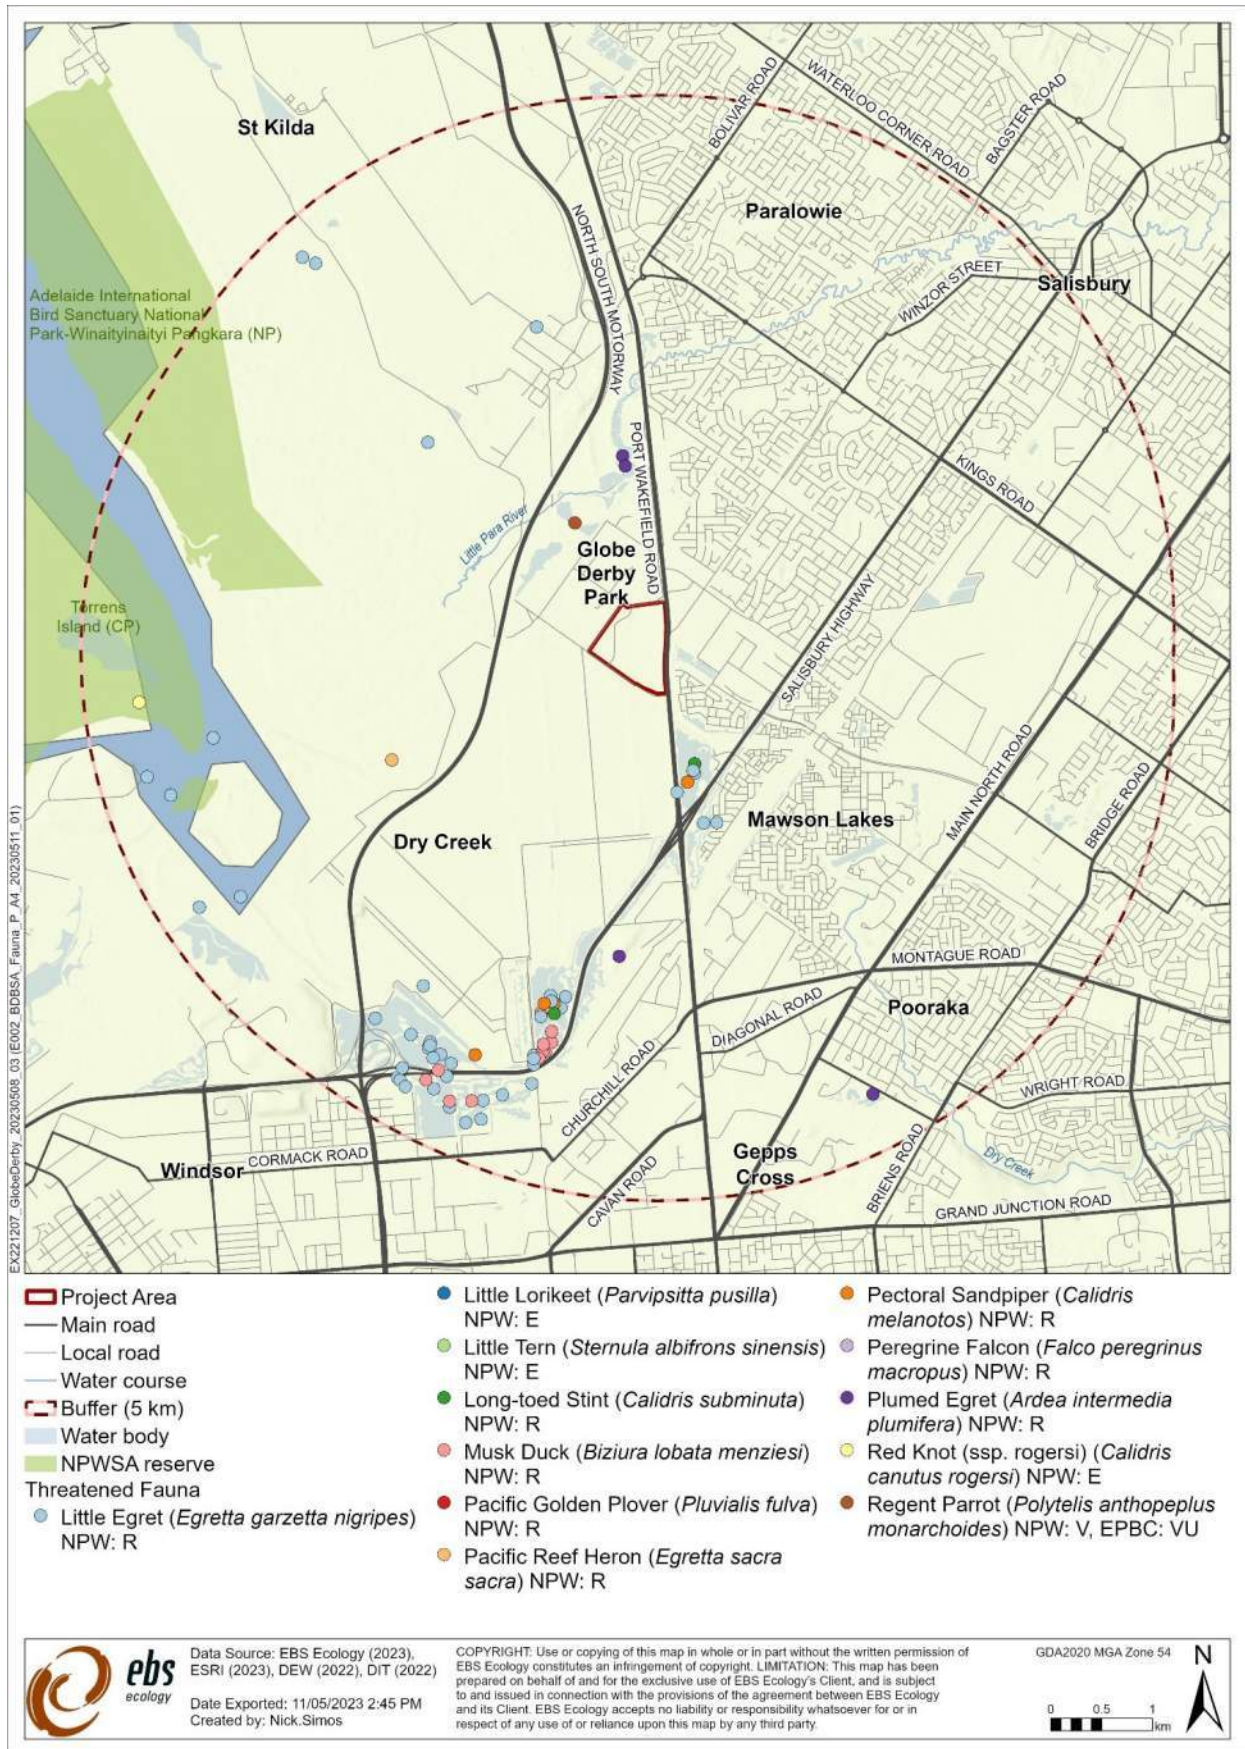 St Kilda
BOLIVAR ROAD
WATERLOO CORNER ROAD
BAGSTER ROAD
Paralowie
NORTH SOUTH MOTORWAY
WINZOR STREET
Salisbury
Adelaide International
Bird Sanctuary National
Park-Winaityinaityi Pangkara (NP)
PORT WAKEFIELD ROAD
KINGS ROAD
Little Para River
Globe
Derby
Park
Torrens
Island (CP)
SALISBURY HIGHWAY
MAIN NORTH ROAD
BRIDGE ROAD
Dry Creek
Mawson Lakes
MONTAGUE ROAD
Pooraka
DIAGONAL ROAD
CHURCHILL ROAD
WRIGHT ROAD
Windsor
CORMACK ROAD
CAVAN ROAD
Gepps
Cross
BRIENS ROAD
Dry Creek
GRAND JUNCTION ROAD
EX221207_GlobeDerby_20230508_03 (E002_BDBSA_Fauna_P_A4_20230511_01)
Project Area
Main road
Local road
Water course
Buffer (5 km)
Water body
NPWSA reserve
Threatened Fauna
Little Egret (Egretta garzetta nigripes)
NPW: R
Little Lorikeet (Parvipsitta pusilla)
NPW: E
Little Tern (Sternula albifrons sinensis)
NPW: E
Long-toed Stint (Calidris subminuta)
NPW: R
Musk Duck (Biziura lobata menziesi)
NPW: R
Pacific Golden Plover (Pluvialis fulva)
NPW: R
Pacific Reef Heron (Egretta sacra
sacra) NPW: R
Pectoral Sandpiper (Calidris
melanotos) NPW: R
Peregrine Falcon (Falco peregrinus
macropus) NPW: R
Plumed Egret (Ardea intermedia
plumifera) NPW: R
Red Knot (ssp. rogersi) (Calidris
canutus rogersi) NPW: E
Regent Parrot (Polytelis anthopeplus
monarchoides) NPW: V, EPBC: VU
ebs
ecology
Data Source: EBS Ecology (2023),
ESRI (2023), DEW (2022), DIT (2022)
Date Exported: 11/05/2023 2:45 PM
Created by: Nick.Simos
COPYRIGHT: Use or copying of this map in whole or in part without the written permission of
EBS Ecology constitutes an infringement of copyright. LIMITATION: This map has been
prepared on behalf of and for the exclusive use of EBS Ecology's Client, and is subject
to and issued in connection with the provisions of the agreement between EBS Ecology
and its Client. EBS Ecology accepts no liability or responsibility whatsoever for or in
respect of any use of or reliance upon this map by any third party.
GDA2020 MGA Zone 54
N
0 0.5 1
km